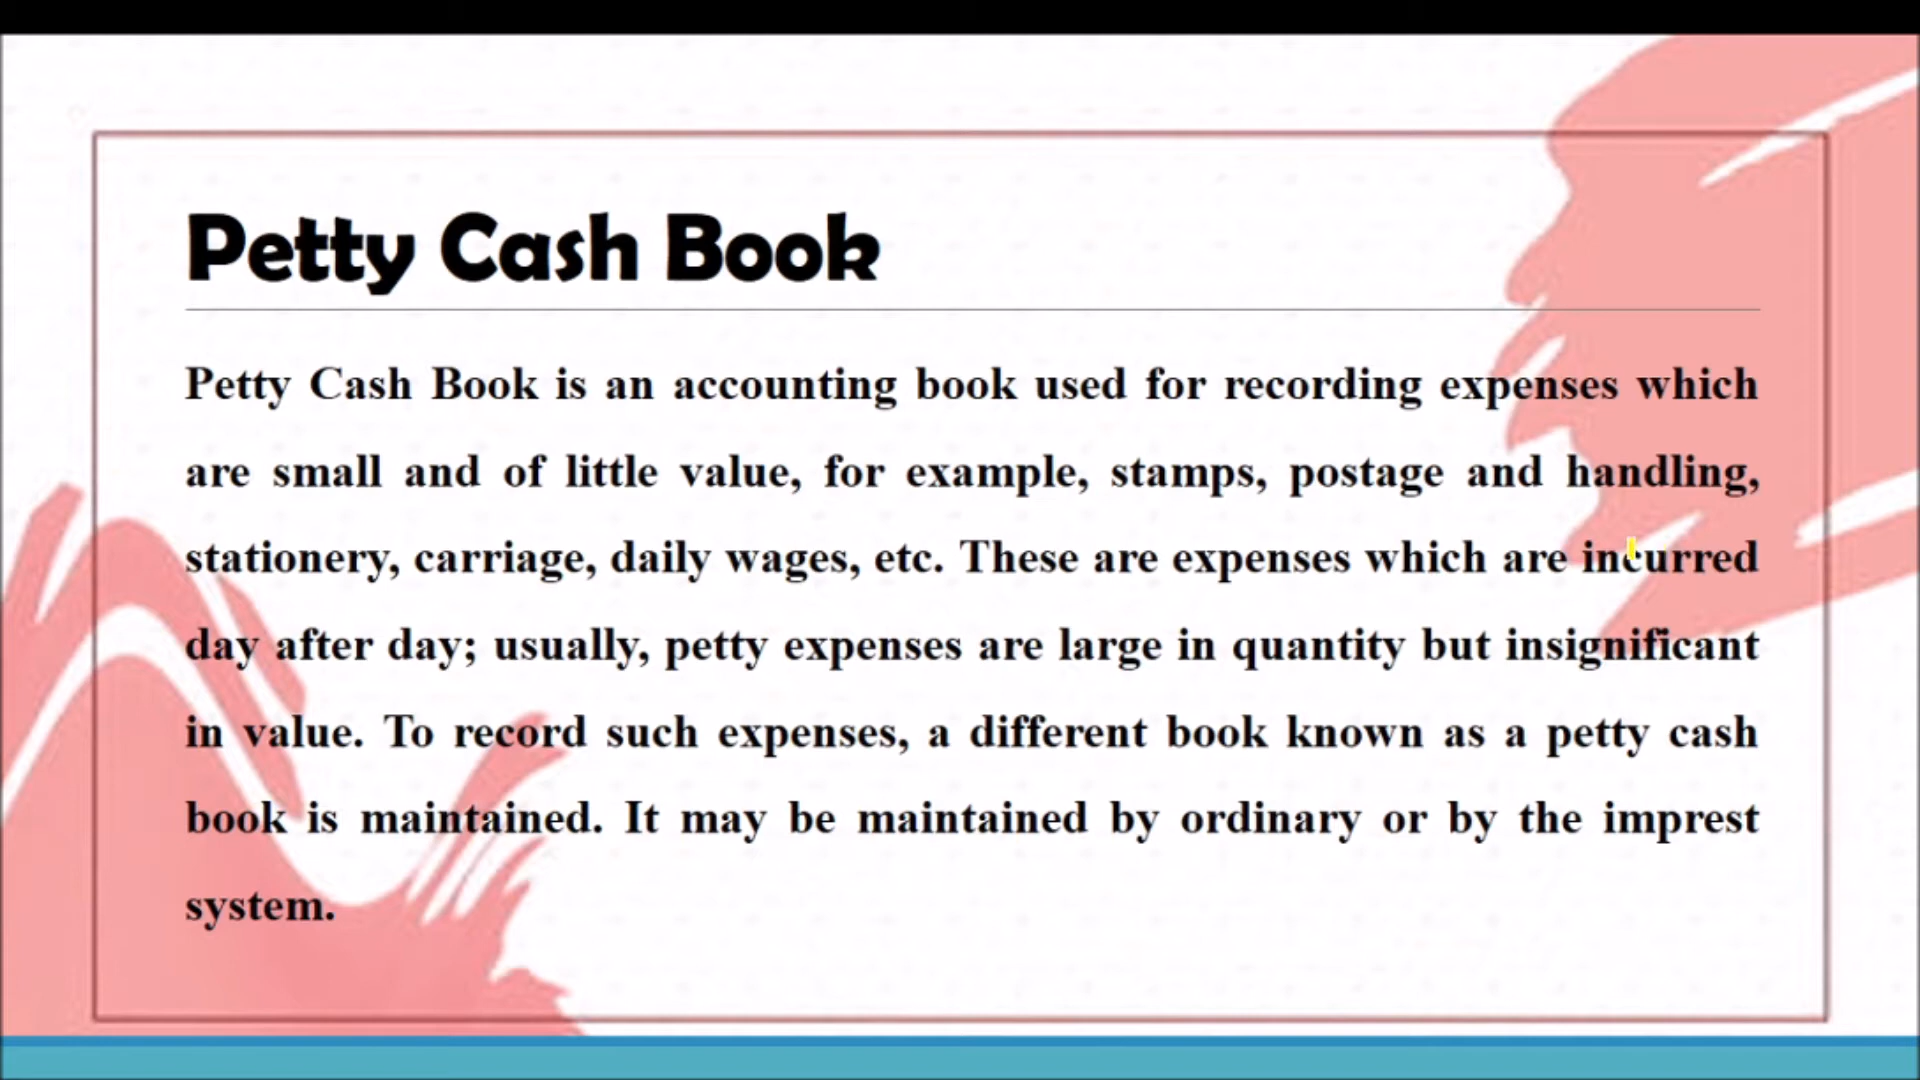 Petty Cash Book
Petty Cash Book is an accounting book used for recording expenses which
are small and of little value, for example, stamps, postage and handling,
stationery, carriage, daily wages, etc. These are expenses which are incurred
day after day; usually, petty expenses are large in quantity but insignificant
in value. To record such expenses, a different book known as a petty cash
book is maintained. It may be maintained by ordinary or by the imprest
system.